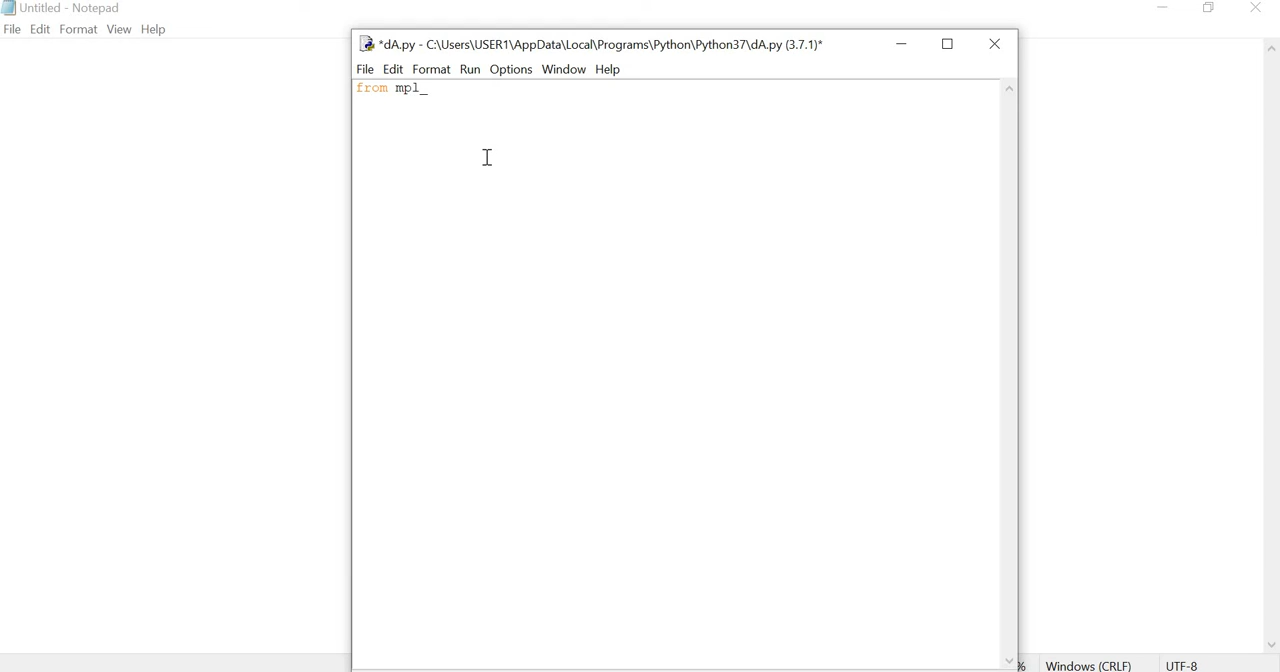 Untitled - Notepad
File Edit Format View Help
*dA.py - C:\Users\USER1\AppData\Local\Programs\Python\Python37\dA.py (3.7.1)*
File Edit Format Run Options Window Help
from mpl_
% Windows (CRLF) UTF-8